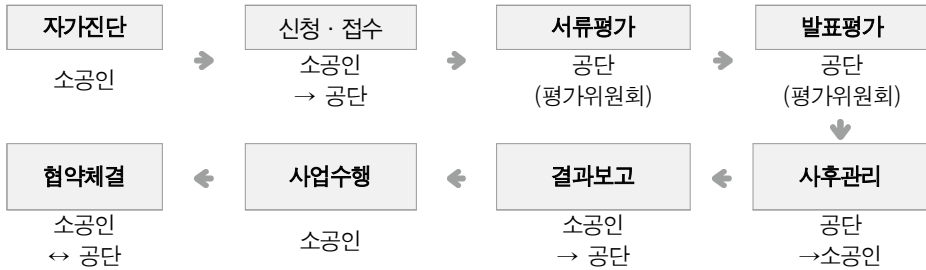 자가진단
신청 · 접수
서류평가
발표평가
소공인
소공인
→ 공단
공단
(평가위원회)
공단
(평가위원회)
협약체결
사업수행
결과보고
사후관리
소공인
↔ 공단
소공인
소공인
→ 공단
공단
→소공인